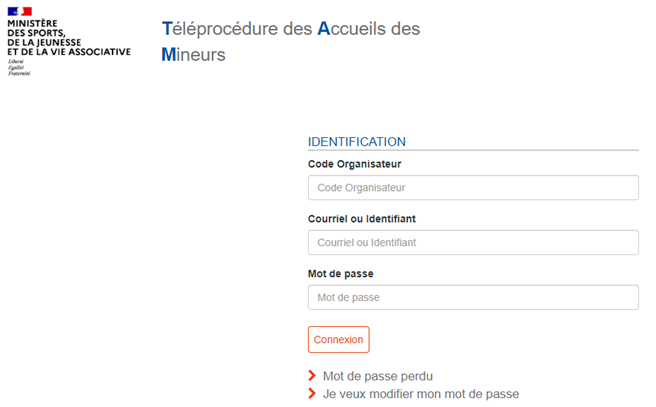 MINISTÈRE
DES SPORTS,
DE LA JEUNESSE
ET DE LA VIE ASSOCIATIVE
Liberté
Égalité
Fraternité
Téléprocédure des Accueils des
Mineurs
IDENTIFICATION
Code Organisateur
Code Organisateur
Courriel ou Identifiant
Courriel ou Identifiant
Mot de passe
Mot de passe
Connexion
Mot de passe perdu
Je veux modifier mon mot de passe